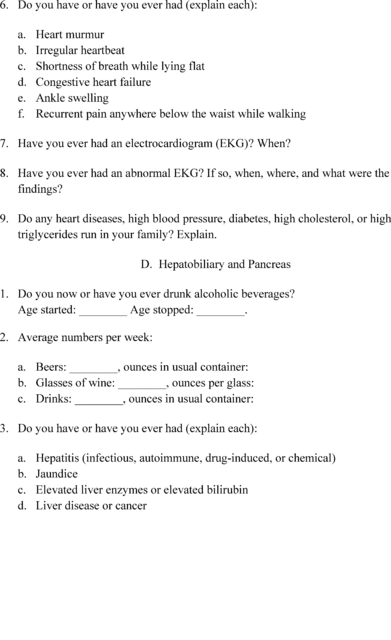 6. Do you have or have you ever had (explain each):
a. Heart murmur
b. Irregular heartbeat
c. Shortness of breath while lying flat
d. Congestive heart failure
e. Ankle swelling
f. Recurrent pain anywhere below the waist while walking
7. Have you ever had an electrocardiogram (EKG)? When?
8. Have you ever had an abnormal EKG? If so, when, where, and what were the
findings?
9. Do any heart diseases, high blood pressure, diabetes, high cholesterol, or high
triglycerides run in your family? Explain.
D. Hepatobiliary and Pancreas
1. Do you now or have you ever drunk alcoholic beverages?
Age started: ________ Age stopped: ________.
2. Average numbers per week:
a. Beers: ________, ounces in usual container:
b. Glasses of wine: ________, ounces per glass:
c. Drinks: ________, ounces in usual container:
3. Do you have or have you ever had (explain each):
a. Hepatitis (infectious, autoimmune, drug-induced, or chemical)
b. Jaundice
c. Elevated liver enzymes or elevated bilirubin
d. Liver disease or cancer